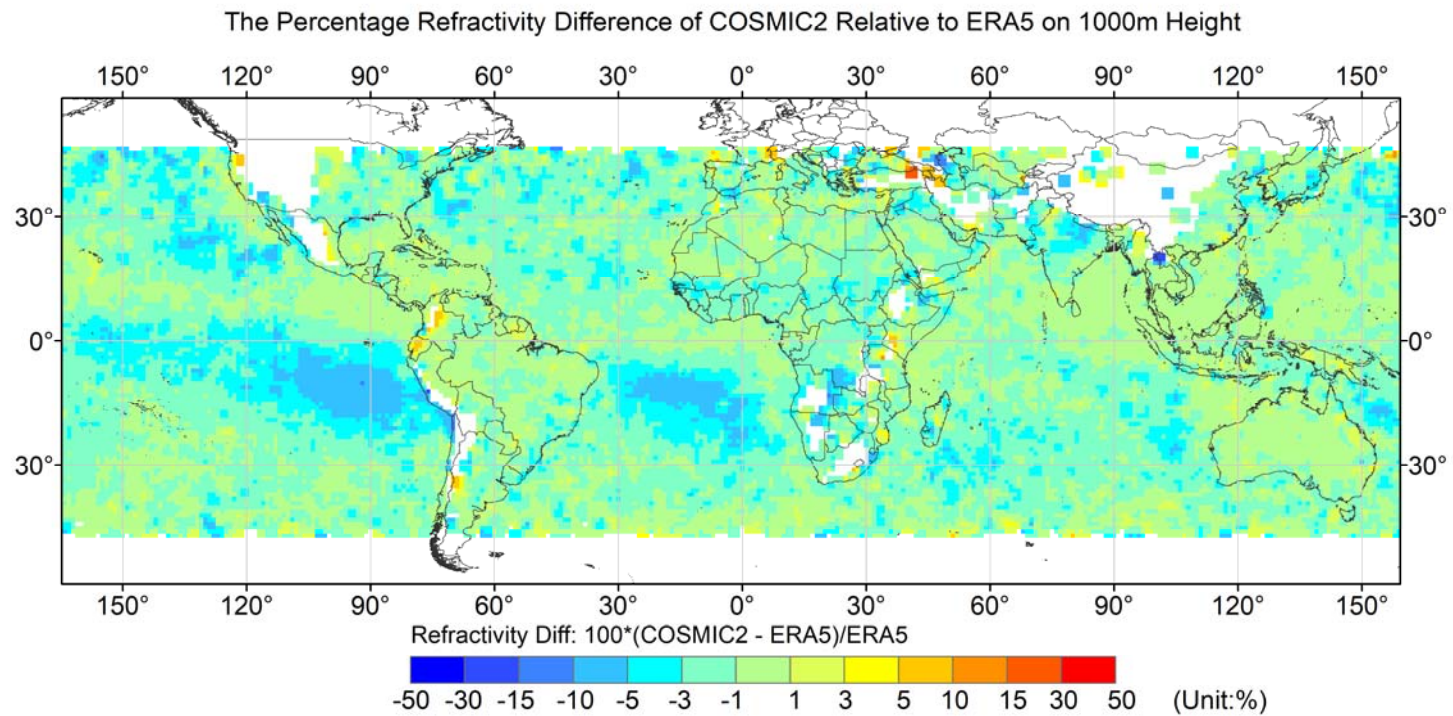 The Percentage Refractivity Difference of COSMIC2 Relative to ERA5 on 1000m Height
150° 120° 90° 60° 30° 0° 30° 60° 90° 120° 150°
30° 30°
0° 0°
30° 30°
150° 120° 90° 60° 30° 0° 30° 60° 90° 120° 150°
Refractivity Diff: 100*(COSMIC2 - ERA5)/ERA5
-50 -30 -15 -10 -5 -3 -1 1 3 5 10 15 30 50 (Unit:%)